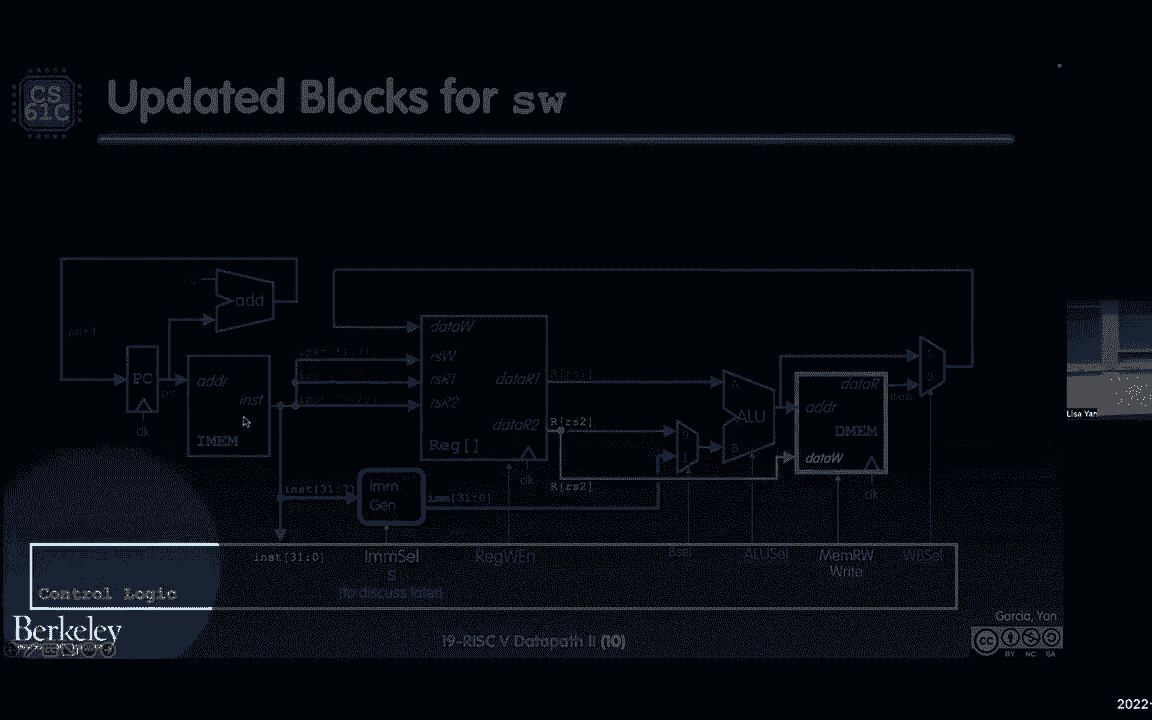 CS
61C
Updated Blocks for sw
add
pc+4
PC
pc
clk
addr
inst
IMEM
dataW
rsW
rsR1
rsR2
dataR1
dataR2
Reg[]
clk
R[rs1]
R[rs2]
R[rs2]
Imm.
Gen
imm[31:0]
inst[31:0]
0
1
A
B
ALU
dataR
addr
DMEM
dataW
clk
mem
1
0
ImmSel
S
(to discuss later)
RegWEn
Bsel
ALUSel
MemRW
Write
WBSel
Control Logic
Berkeley
19-RISC V Datapath II (10)
Garcia, Yan
cc
BY NC SA
Lisa Yan
2022-